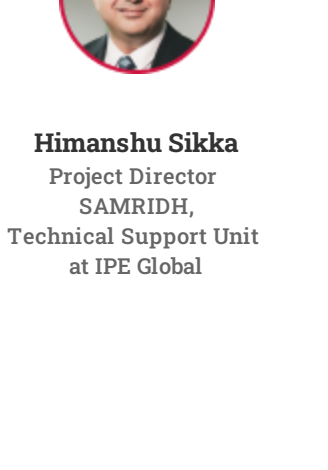 Himanshu Sikka
Project Director
SAMRIDH,
Technical Support Unit
at IPE Global